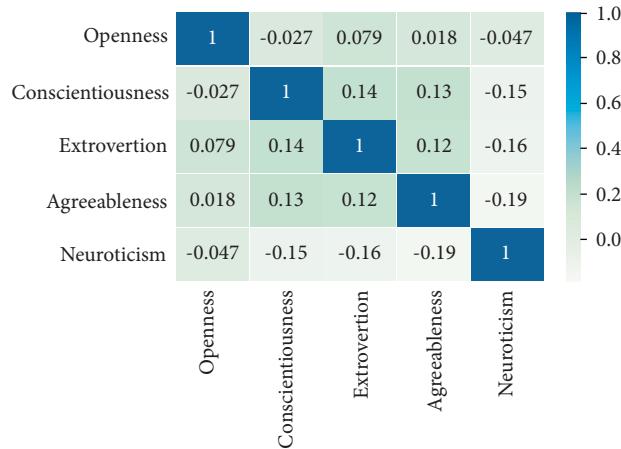 Openness 1 -0.027 0.079 0.018 -0.047
Conscientiousness -0.027 1 0.14 0.13 -0.15
Extrovertion 0.079 0.14 1 0.12 -0.16
Agreeableness 0.018 0.13 0.12 1 -0.19
Neuroticism -0.047 -0.15 -0.16 -0.19 1
Openness
Conscientiousness
Extrovertion
Agreeableness
Neuroticism
1.0
0.8
0.6
0.4
0.2
0.0